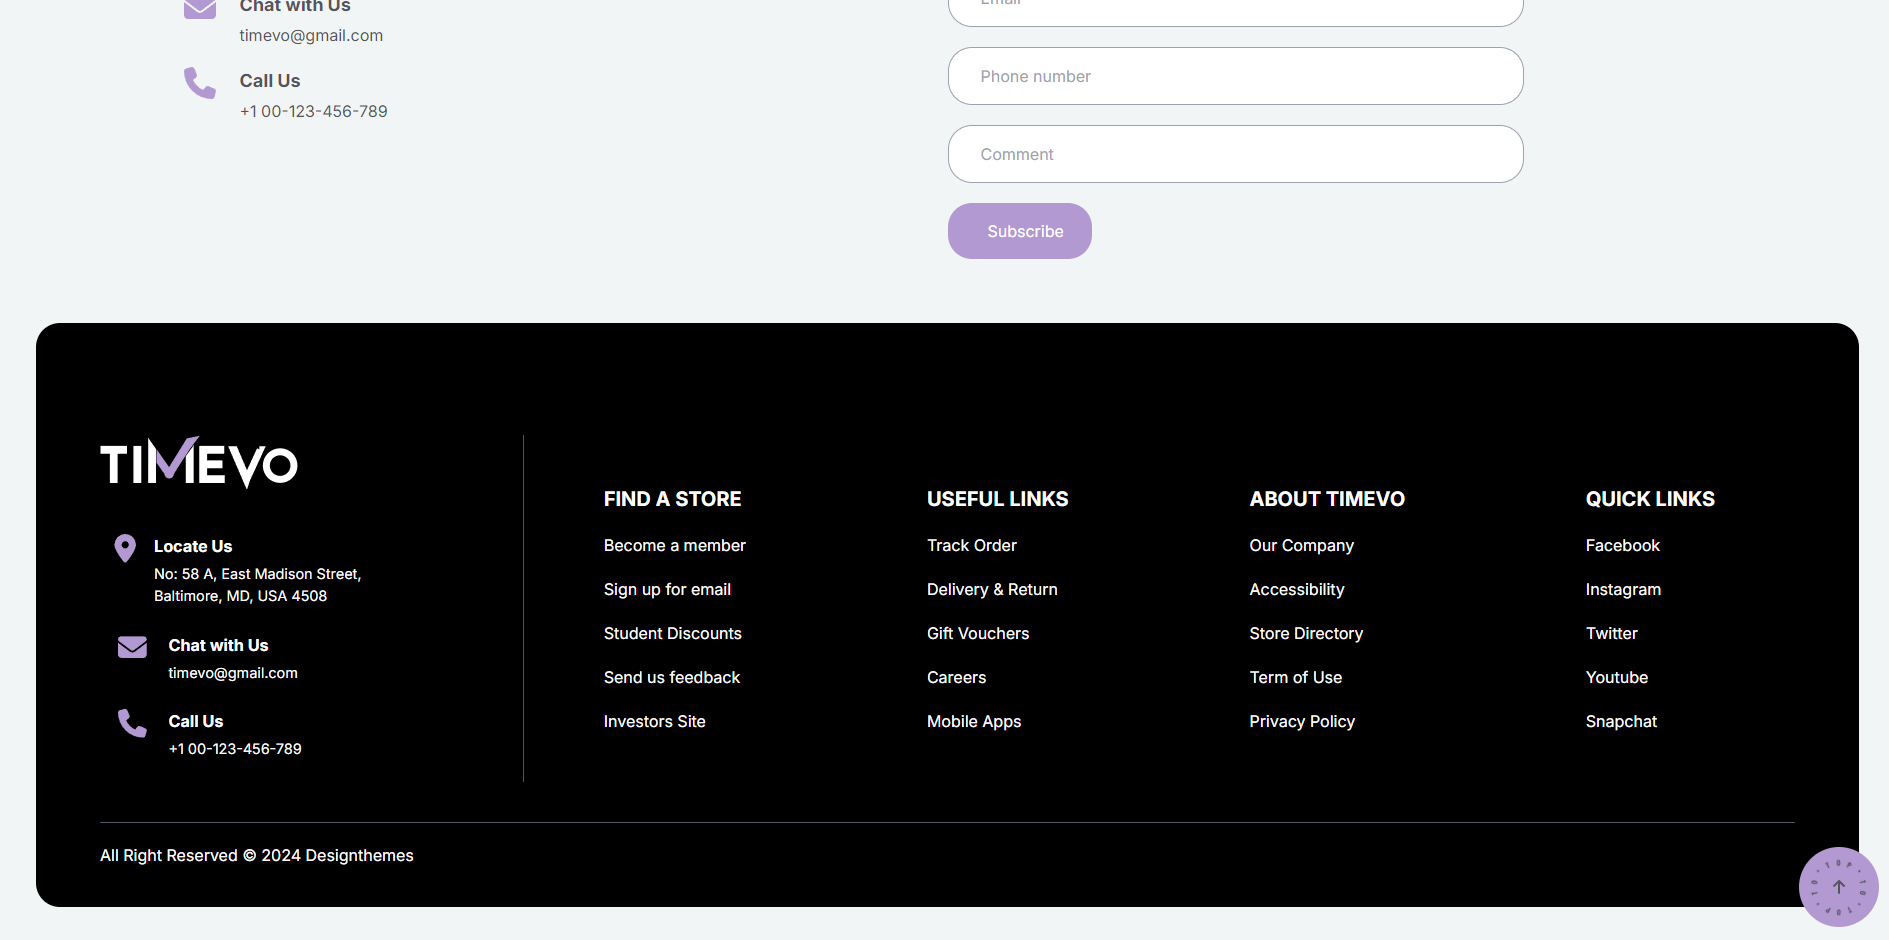 Chat with Us
timevo@gmail.com
Call Us
+1 00-123-456-789
Email
Phone number
Comment
Subscribe
TIMEVO
Locate Us
No: 58 A, East Madison Street,
Baltimore, MD, USA 4508
Chat with Us
timevo@gmail.com
Call Us
+1 00-123-456-789
FIND A STORE
Become a member
Sign up for email
Student Discounts
Send us feedback
Investors Site
USEFUL LINKS
Track Order
Delivery & Return
Gift Vouchers
Careers
Mobile Apps
ABOUT TIMEVO
Our Company
Accessibility
Store Directory
Term of Use
Privacy Policy
QUICK LINKS
Facebook
Instagram
Twitter
Youtube
Snapchat
All Right Reserved © 2024 Designthemes